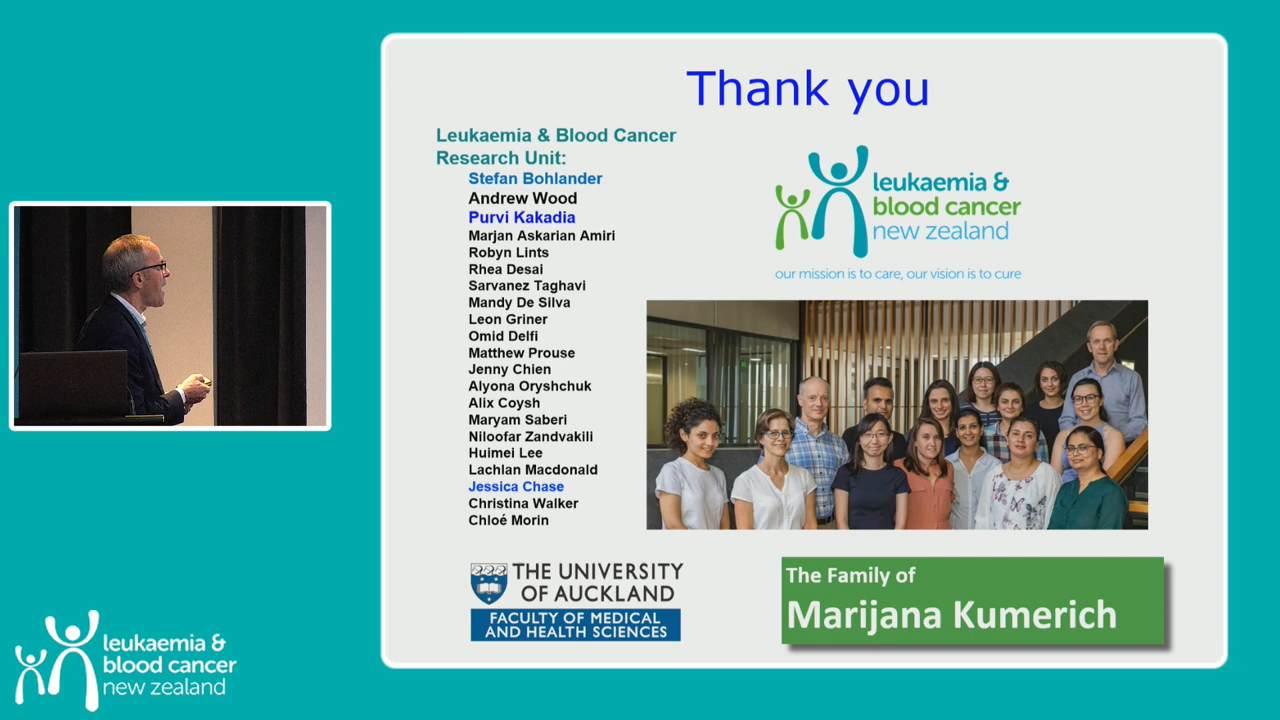 Thank you
Leukaemia & Blood Cancer
Research Unit:
Stefan Bohlander
Andrew Wood
Purvi Kakadia
Marjan Askarian Amiri
Robyn Lints
Rhea Desai
Sarvanez Taghavi
Mandy De Silva
Leon Griner
Omid Delfi
Matthew Prouse
Jenny Chien
Alyona Oryshchuk
Alix Coysh
Maryam Saberi
Niloofar Zandvakili
Huimei Lee
Lachlan Macdonald
Jessica Chase
Christina Walker
Chloé Morin
leukaemia &
blood cancer
new zealand
our mission is to care, our vision is to cure
THE UNIVERSITY
OF AUCKLAND
FACULTY OF MEDICAL
AND HEALTH SCIENCES
The Family of
Marijana Kumerich
leukaemia &
blood cancer
new zealand